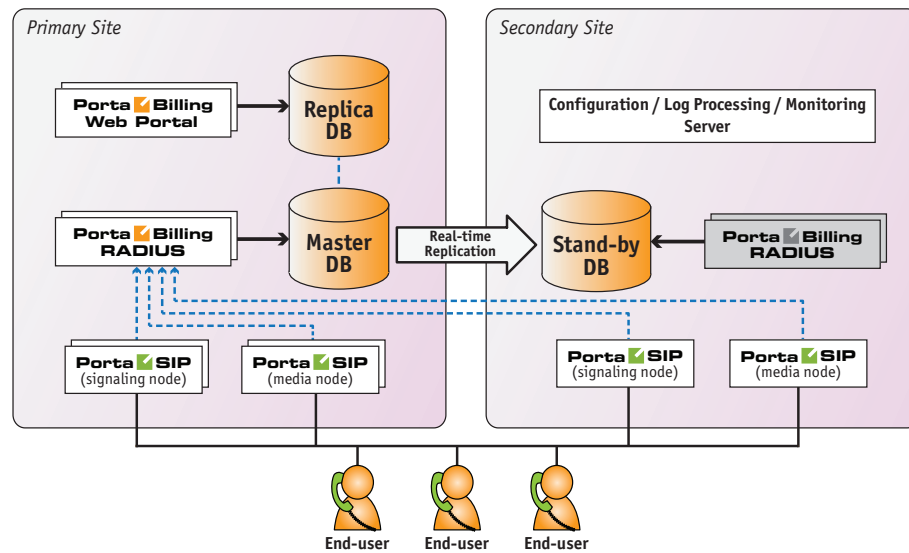 Primary Site
Secondary Site
Porta Billing
Web Portal
Replica
DB
Configuration / Log Processing / Monitoring
Server
Porta Billing
RADIUS
Master
DB
Real-time
Replication
Stand-by
DB
Porta Billing
RADIUS
Porta SIP
(signaling node)
Porta SIP
(media node)
Porta SIP
(signaling node)
Porta SIP
(media node)
End-user
End-user
End-user